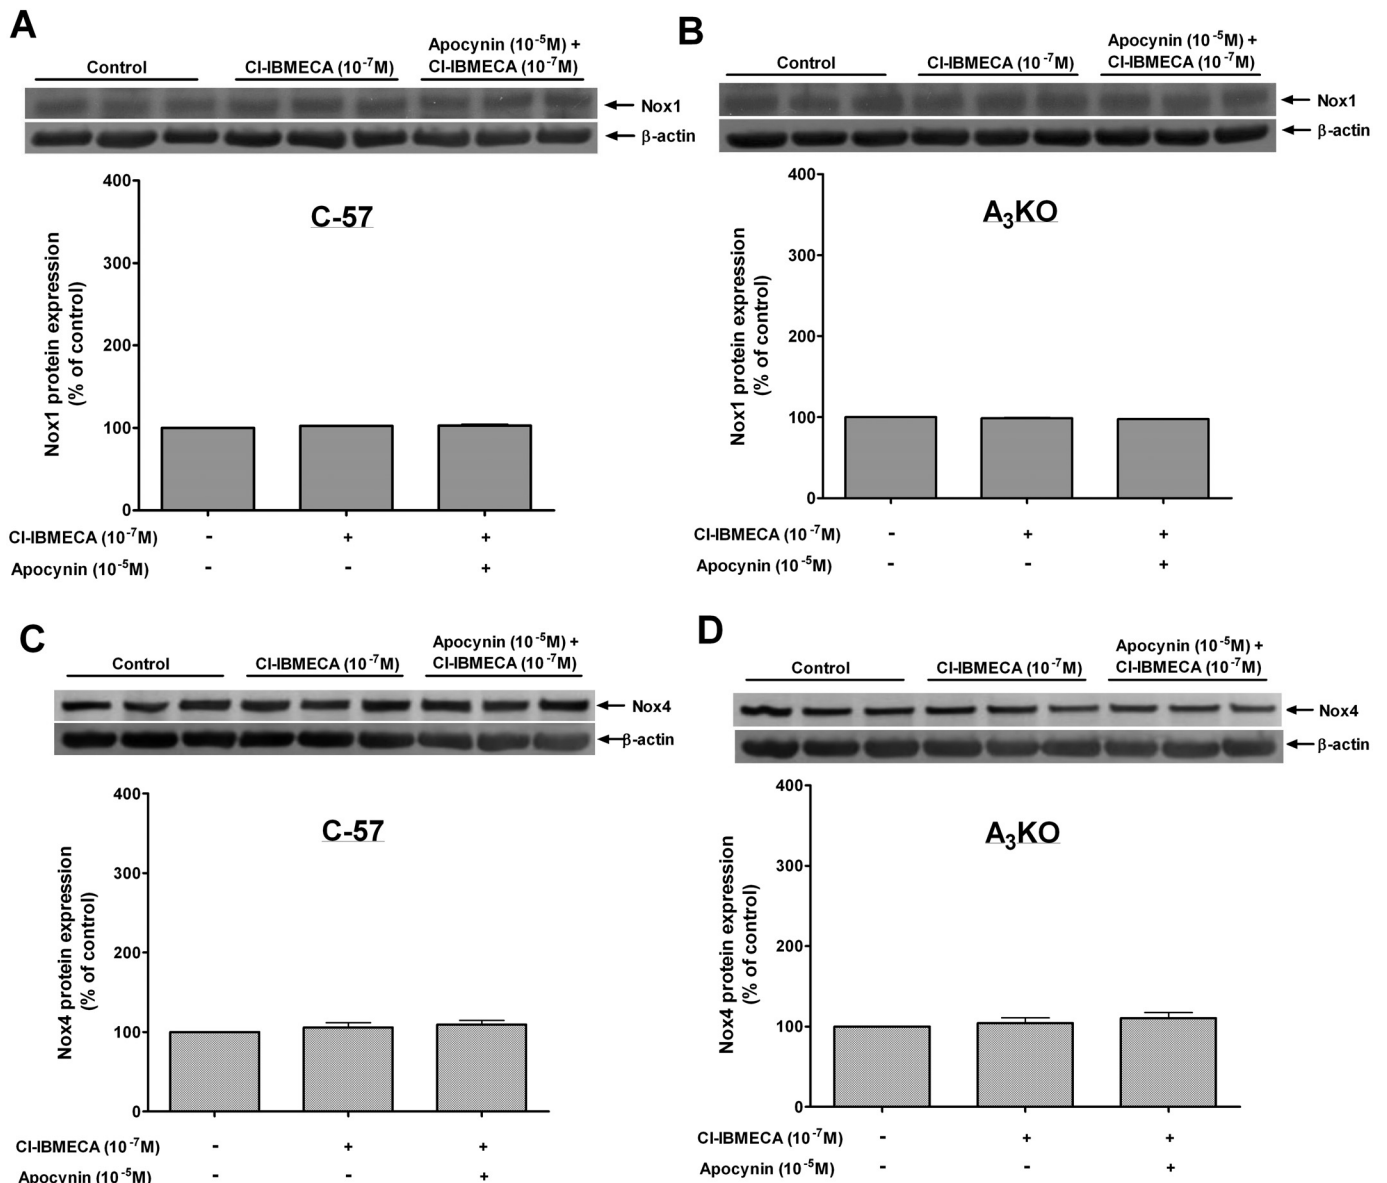 A
Apocynin (10-5M) +
Control
Cl-IBMECA (10-7M)
Cl-IBMECA (10-7M)
Nox1
β-actin
400
300
200
100
0
Nox1 protein expression
(% of control)
C-57
Cl-IBMECA (10-7M)
- + +
Apocynin (10-5M)
- - +
B
Apocynin (10-5M) +
Control
Cl-IBMECA (10-7M)
Cl-IBMECA (10-7M)
Nox1
β-actin
400
300
200
100
0
Nox1 protein expression
(% of control)
A3KO
Cl-IBMECA (10-7M)
- + +
Apocynin (10-5M)
- - +
C
Apocynin (10-5M) +
Control
Cl-IBMECA (10-7M)
Cl-IBMECA (10-7M)
Nox4
β-actin
400
300
200
100
0
Nox4 protein expression
(% of control)
C-57
Cl-IBMECA (10-7M)
- + +
Apocynin (10-5M)
- - +
D
Apocynin (10-5M) +
Control
Cl-IBMECA (10-7M)
Cl-IBMECA (10-7M)
Nox4
β-actin
400
300
200
100
0
Nox4 protein expression
(% of control)
A3KO
Cl-IBMECA (10-7M)
- + +
Apocynin (10-5M)
- - +